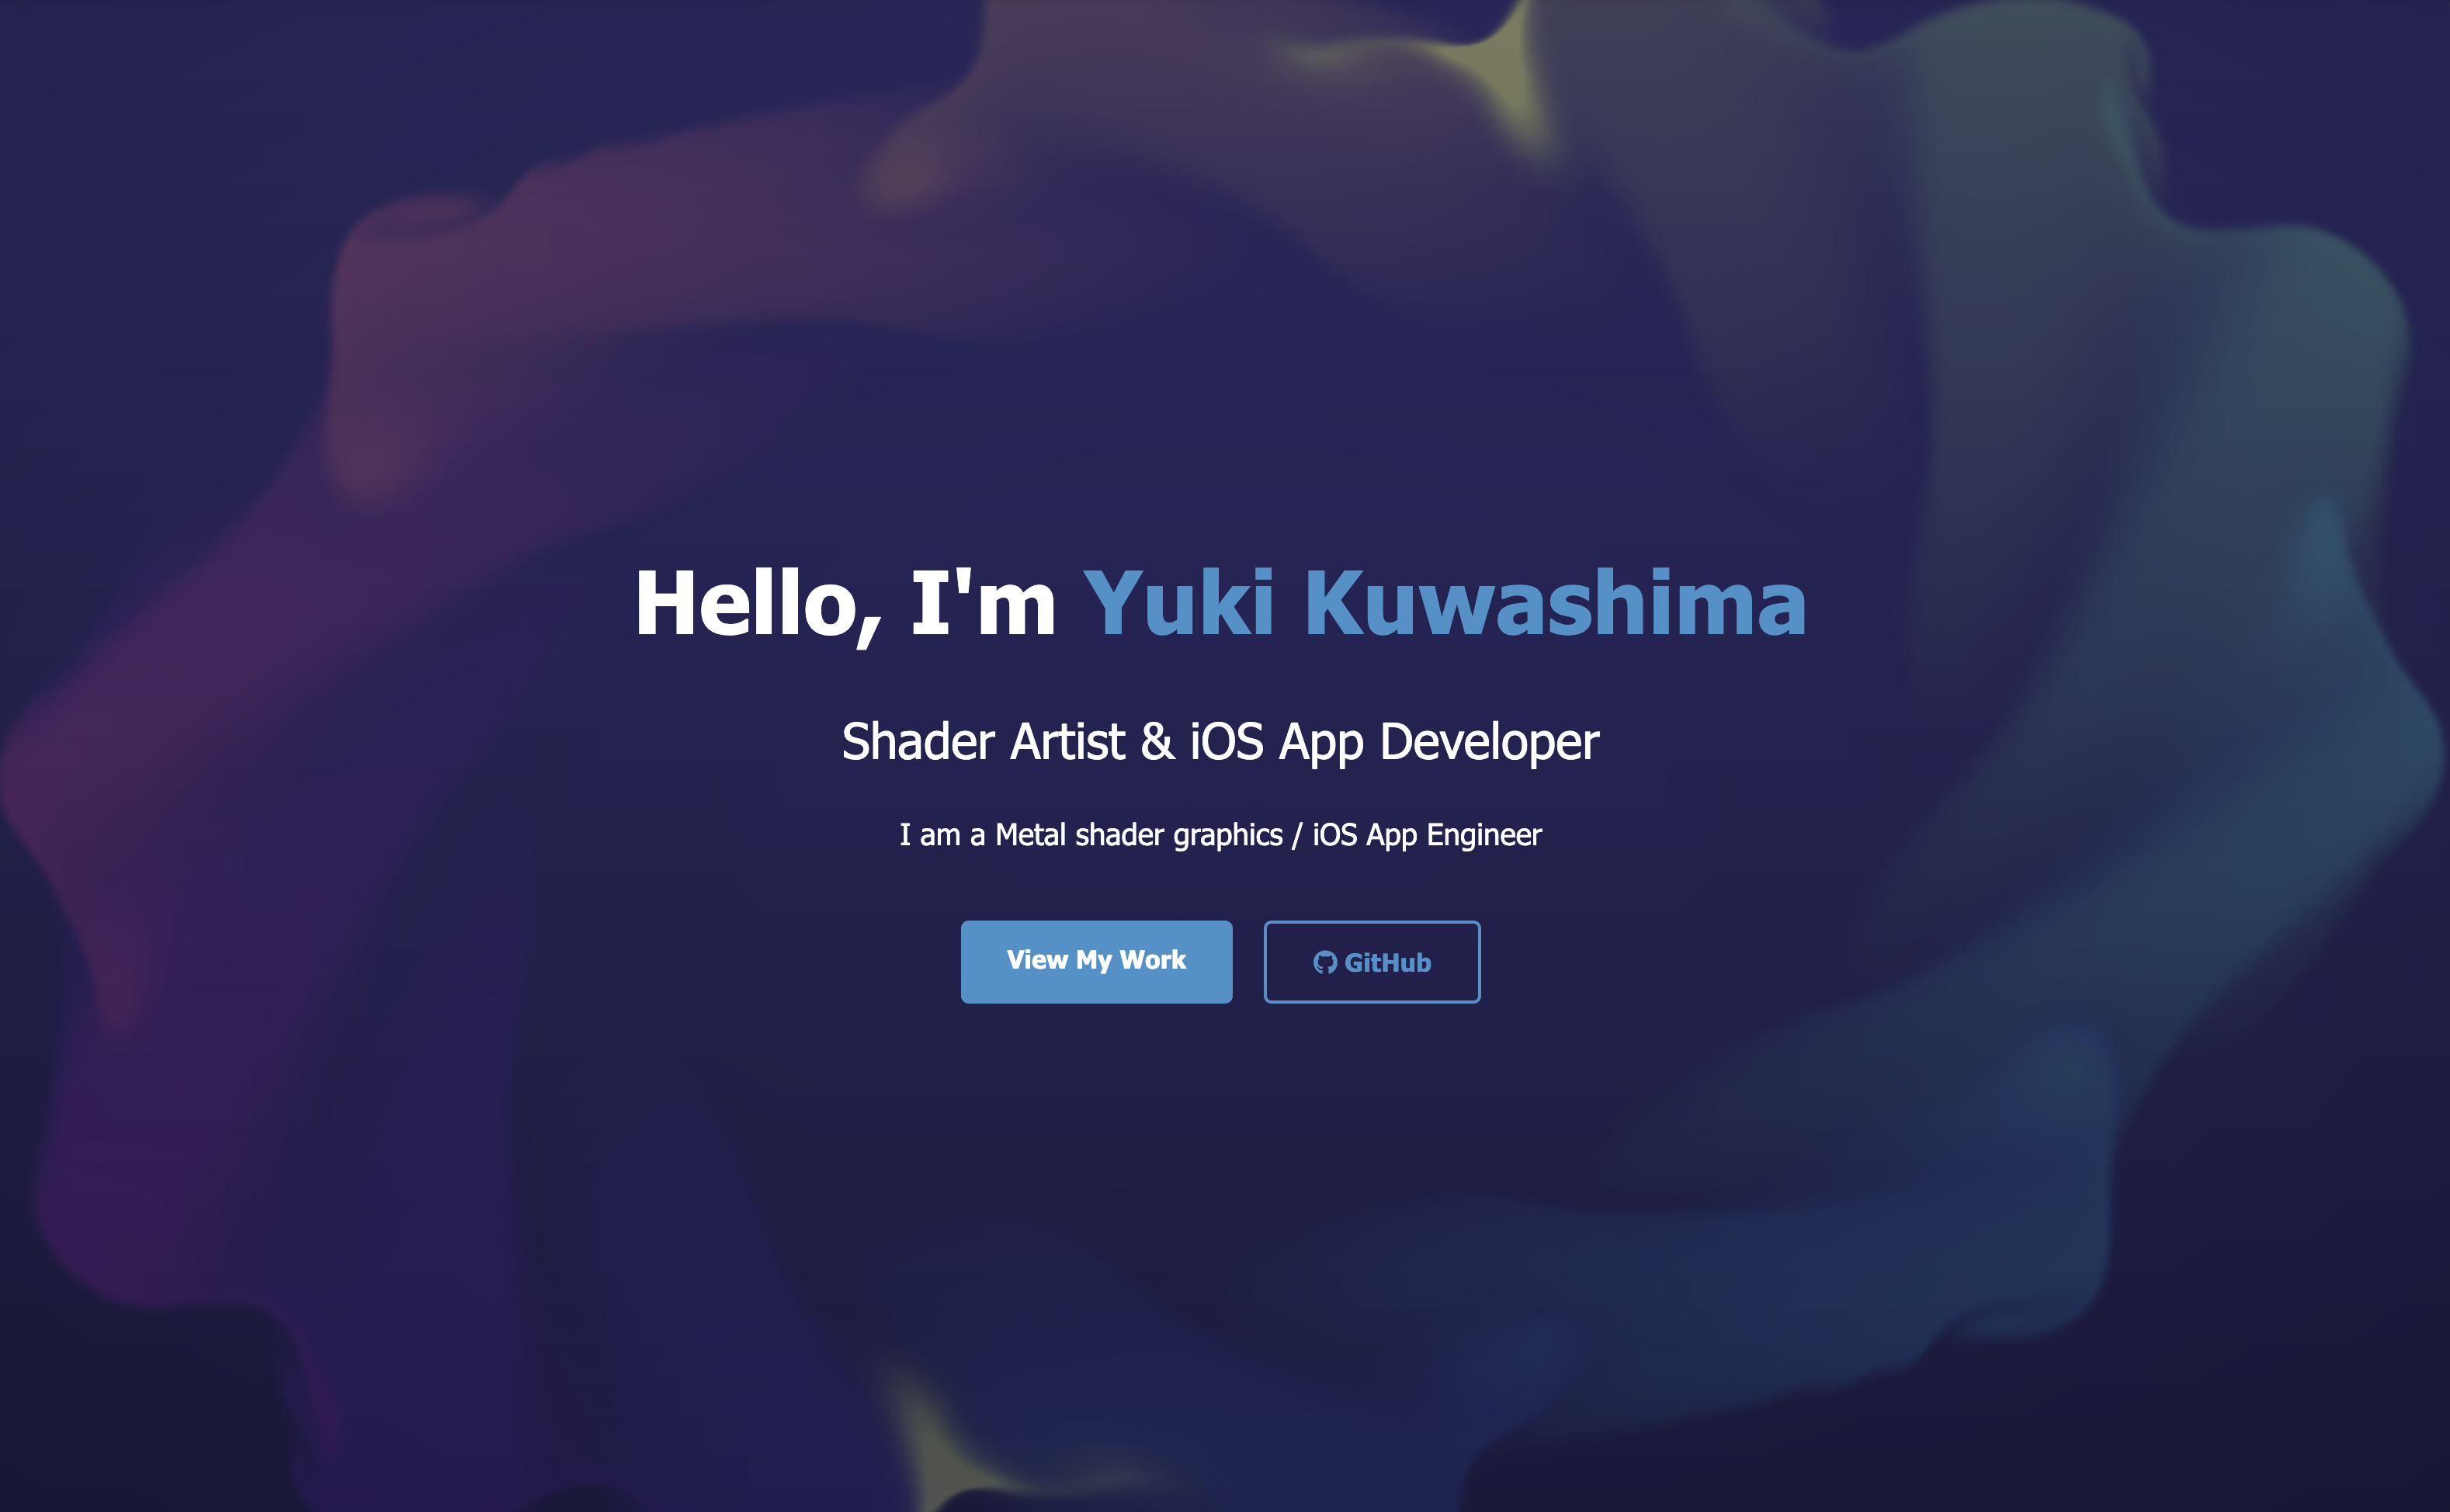 Hello, I'm Yuki Kuwashima
Shader Artist & iOS App Developer
I am a Metal shader graphics / iOS App Engineer
View My Work
GitHub